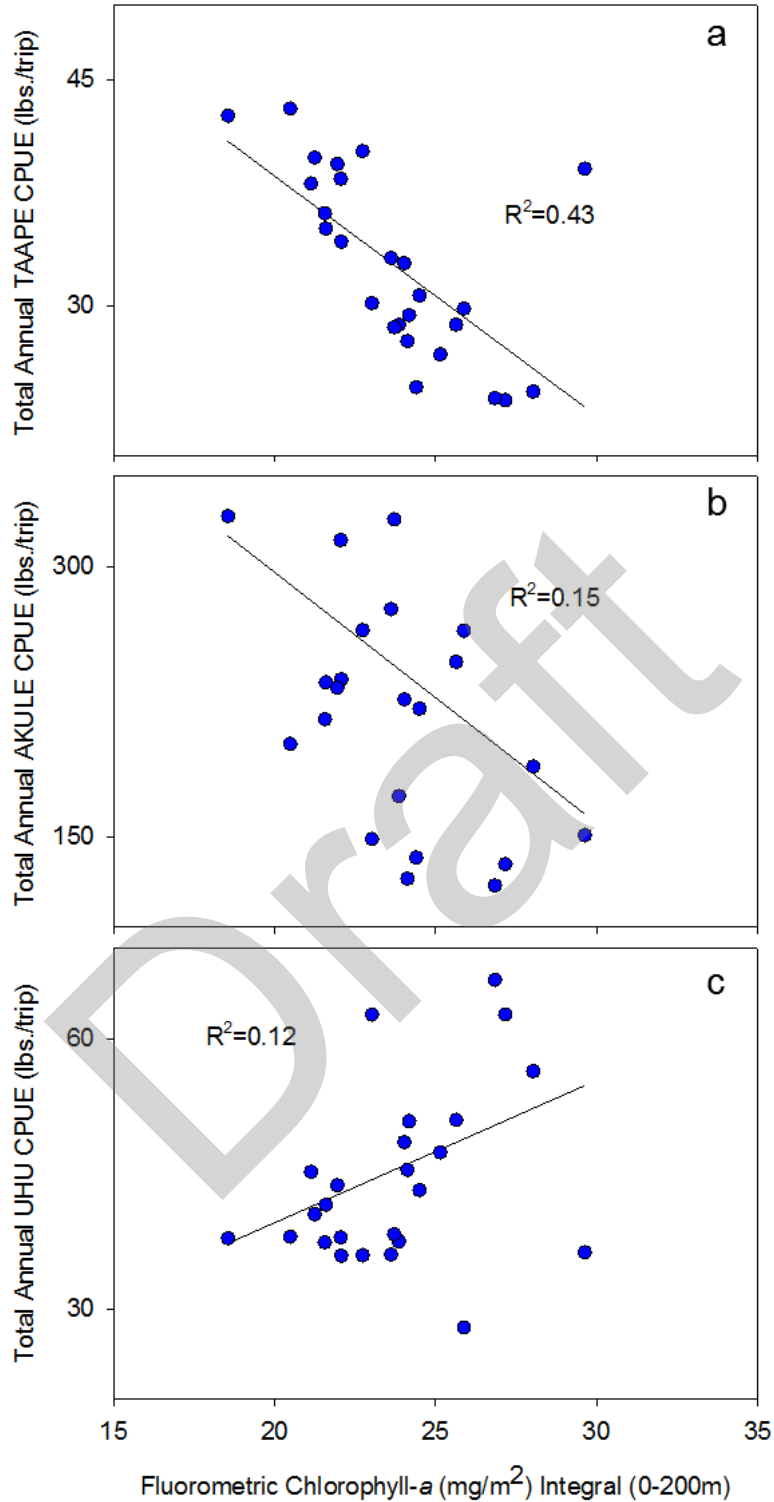 a
45
R²=0.43
30
Total Annual TAAPE CPUE (lbs./trip)
b
300
R²=0.15
150
Total Annual AKULE CPUE (lbs./trip)
c
60
R²=0.12
30
Total Annual UHU CPUE (lbs./trip)
15 20 25 30 35
Fluorometric Chlorophyll-a (mg/m²) Integral (0-200m)
Draft